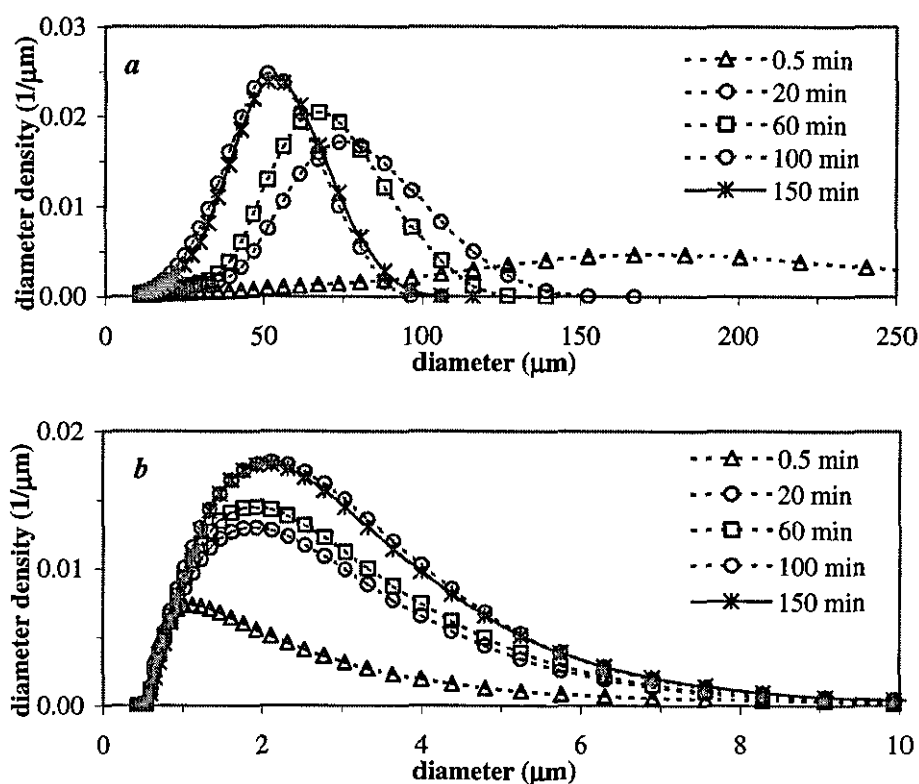 0.03
0.02
0.01
0.00
diameter density (1/μm)
a
0.5 min
20 min
60 min
100 min
150 min
0
50
100
150
200
250
diameter (μm)
0.02
0.01
0.00
diameter density (1/μm)
b
0.5 min
20 min
60 min
100 min
150 min
0
2
4
6
8
10
diameter (μm)